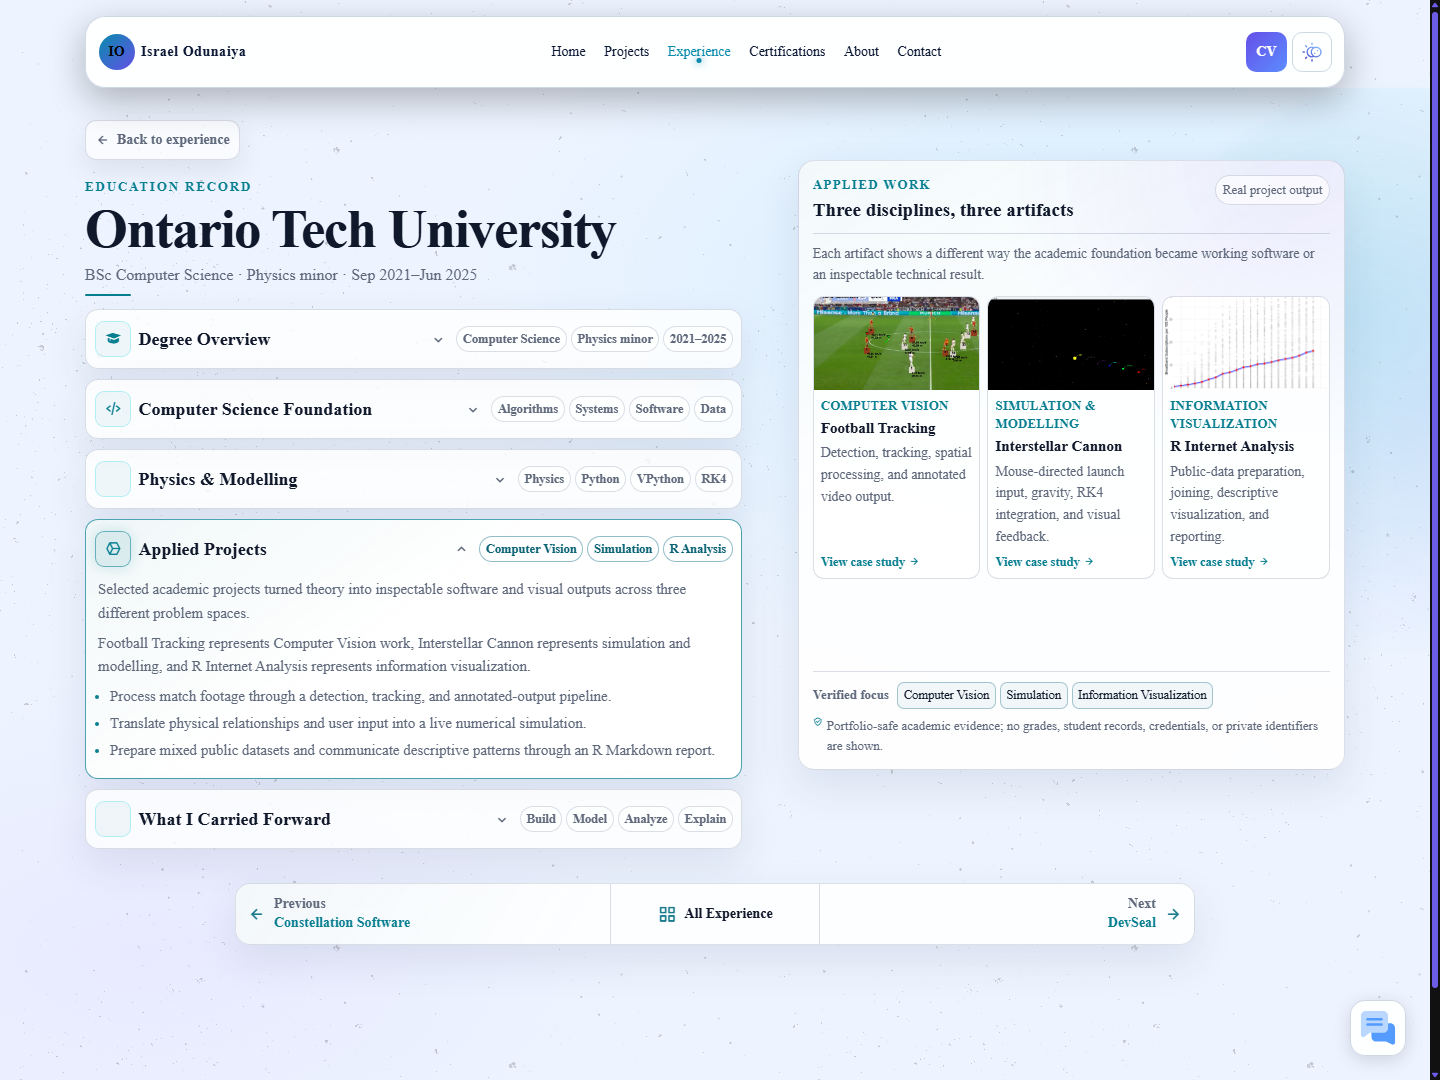 IO Israel Odunaiya
Home Projects Experience Certifications About Contact
CV
Back to experience
EDUCATION RECORD
Ontario Tech University
BSc Computer Science · Physics minor · Sep 2021–Jun 2025
Degree Overview
Computer Science Physics minor 2021–2025
Computer Science Foundation
Algorithms Systems Software Data
Physics & Modelling
Physics Python VPython RK4
Applied Projects
Computer Vision Simulation R Analysis
Selected academic projects turned theory into inspectable software and visual outputs across three
different problem spaces.
Football Tracking represents Computer Vision work, Interstellar Cannon represents simulation and
modelling, and R Internet Analysis represents information visualization.
Process match footage through a detection, tracking, and annotated-output pipeline.
Translate physical relationships and user input into a live numerical simulation.
Prepare mixed public datasets and communicate descriptive patterns through an R Markdown report.
What I Carried Forward
Build Model Analyze Explain
APPLIED WORK
Three disciplines, three artifacts
Real project output
Each artifact shows a different way the academic foundation became working software or
an inspectable technical result.
COMPUTER VISION
Football Tracking
Detection, tracking, spatial
processing, and annotated
video output.
View case study
SIMULATION &
MODELLING
Interstellar Cannon
Mouse-directed launch
input, gravity, RK4
integration, and visual
feedback.
View case study
INFORMATION
VISUALIZATION
R Internet Analysis
Public-data preparation,
joining, descriptive
visualization, and
reporting.
View case study
Verified focus Computer Vision Simulation Information Visualization
Portfolio-safe academic evidence; no grades, student records, credentials, or private identifiers
are shown.
Previous
Constellation Software
All Experience
Next
DevSeal